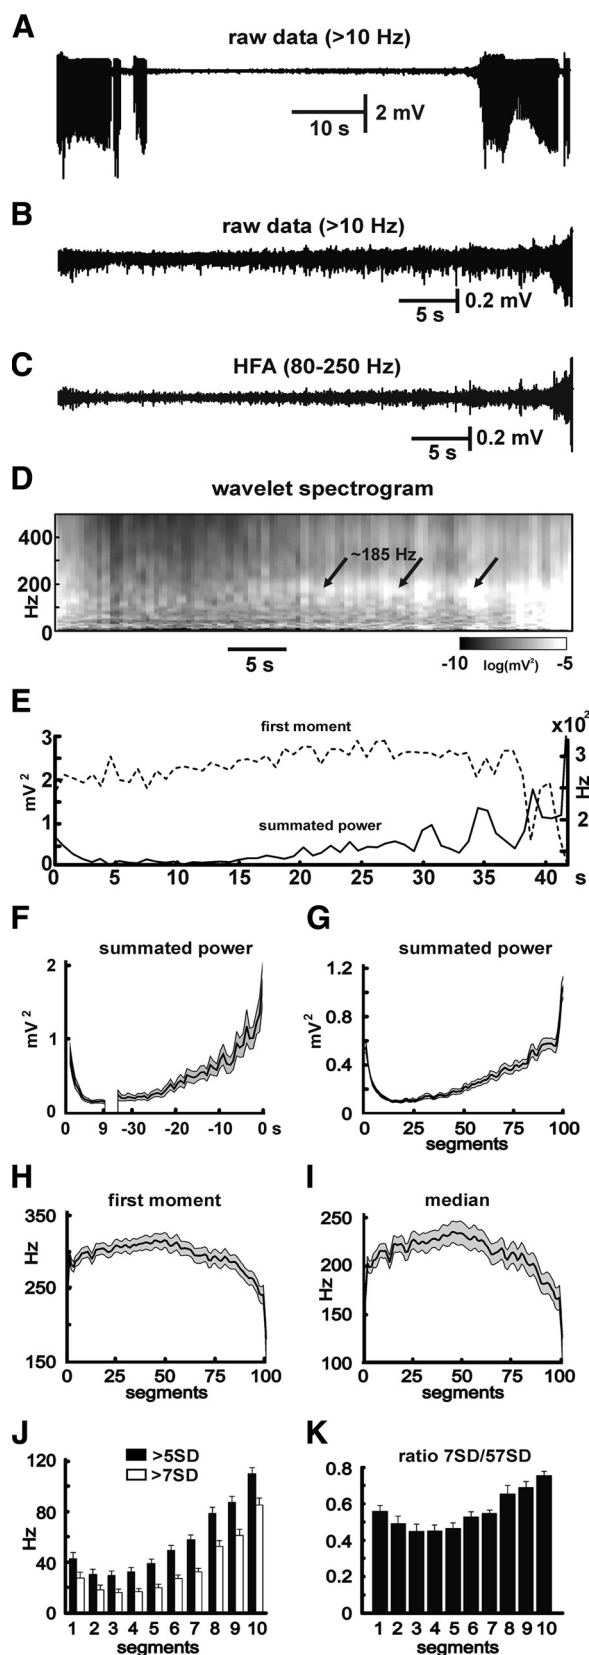 A
raw data (>10 Hz)
2 mV
10 s
B
raw data (>10 Hz)
0.2 mV
5 s
C
HFA (80-250 Hz)
0.2 mV
5 s
D
wavelet spectrogram
400
200
0
Hz
~185 Hz
5 s
-10 log(mV²) -5
E
first moment
summated power
x10²
3
2
1
0
mV²
3
2
Hz
0 5 10 15 20 25 30 35 40 s
F
summated power
2
1
0
mV²
0 9 -30 -20 -10 0 s
G
summated power
1.2
0.8
0.4
0
mV²
0 25 50 75 100
segments
H
first moment
350
250
150
Hz
0 25 50 75 100
segments
I
median
250
200
150
100
Hz
0 25 50 75 100
segments
J
>5SD
>7SD
120
80
40
0
Hz
1 2 3 4 5 6 7 8 9 10
segments
K
ratio 7SD/57SD
0.8
0.6
0.4
0.2
0
1 2 3 4 5 6 7 8 9 10
segments